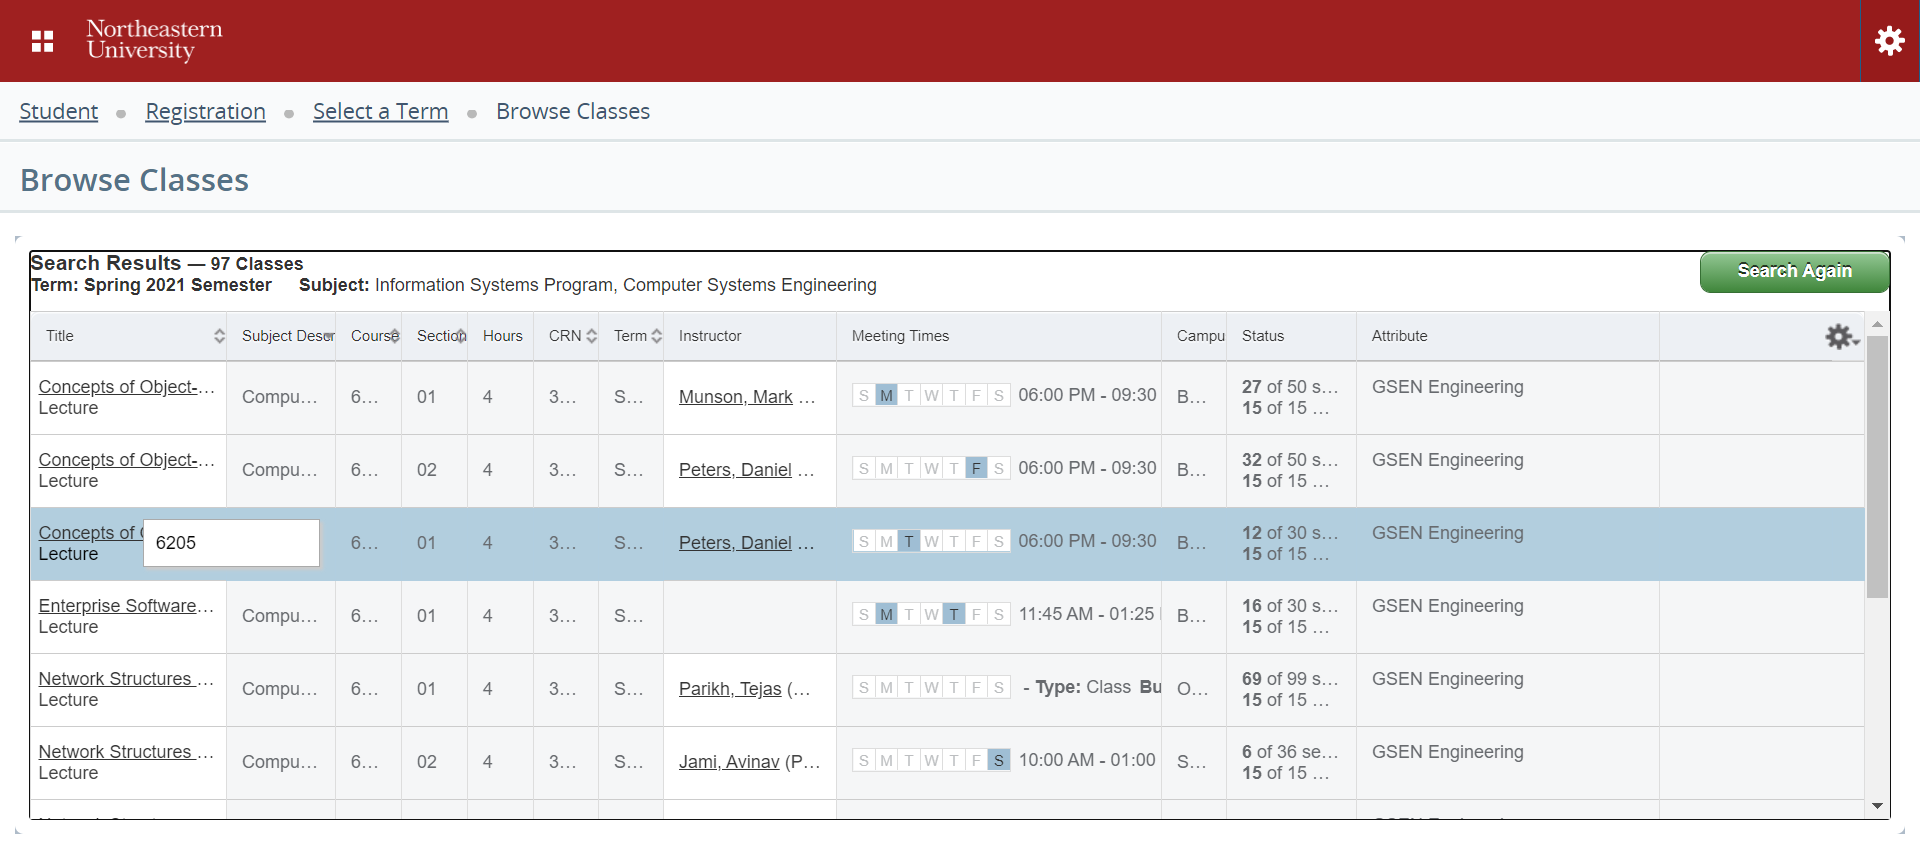 Northeastern
University
Student • Registration • Select a Term • Browse Classes
Browse Classes
Search Results — 97 Classes
Term: Spring 2021 Semester Subject: Information Systems Program, Computer Systems Engineering
Search Again
Title Subject Descr Course Section Hours CRN Term Instructor Meeting Times Campu Status Attribute
Concepts of Object-... Compu... 6... 01 4 3... S... Munson, Mark ... S M T W T F S 06:00 PM - 09:30 B... 27 of 50 s... GSEN Engineering
Lecture 15 of 15 ...
Concepts of Object-... Compu... 6... 02 4 3... S... Peters, Daniel ... S M T W T F S 06:00 PM - 09:30 B... 32 of 50 s... GSEN Engineering
Lecture 15 of 15 ...
Concepts of 6205 6... 01 4 3... S... Peters, Daniel ... S M T W T F S 06:00 PM - 09:30 B... 12 of 30 s... GSEN Engineering
Lecture 15 of 15 ...
Enterprise Software... Compu... 6... 01 4 3... S... S M T W T F S 11:45 AM - 01:25 B... 16 of 30 s... GSEN Engineering
Lecture 15 of 15 ...
Network Structures ... Compu... 6... 01 4 3... S... Parikh, Tejas (... S M T W T F S - Type: Class Bu O... 69 of 99 s... GSEN Engineering
Lecture 15 of 15 ...
Network Structures ... Compu... 6... 02 4 3... S... Jami, Avinav (P... S M T W T F S 10:00 AM - 01:00 S... 6 of 36 se... GSEN Engineering
Lecture 15 of 15 ...